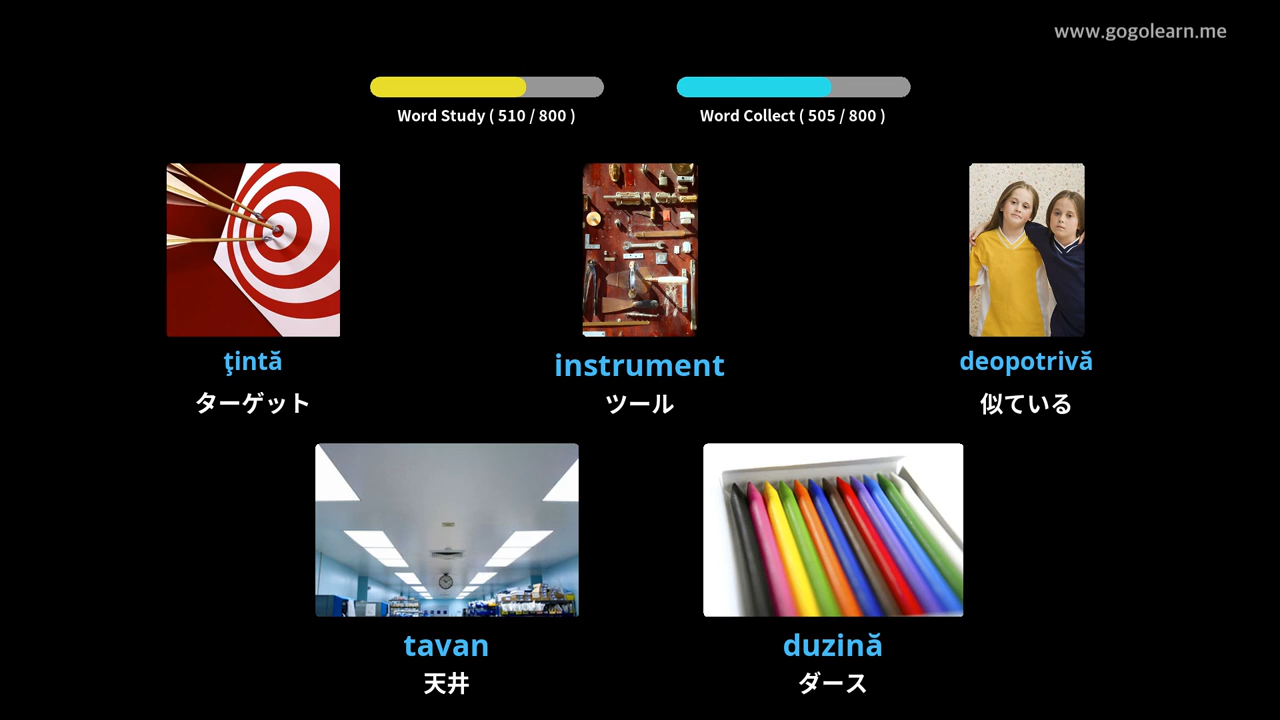 www.gogolearn.me
Word Study ( 510 / 800 )
Word Collect ( 505 / 800 )
ţintă
ターゲット
instrument
ツール
deopotrivă
似ている
tavan
天井
duzină
ダース